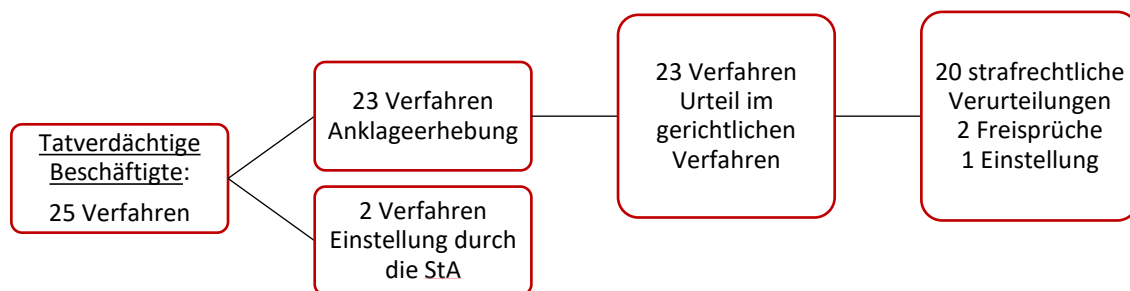 Tatverdächtige
Beschäftigte:
25 Verfahren
23 Verfahren
Anklageerhebung
2 Verfahren
Einstellung durch
die StA
23 Verfahren
Urteil im
gerichtlichen
Verfahren
20 strafrechtliche
Verurteilungen
2 Freisprüche
1 Einstellung